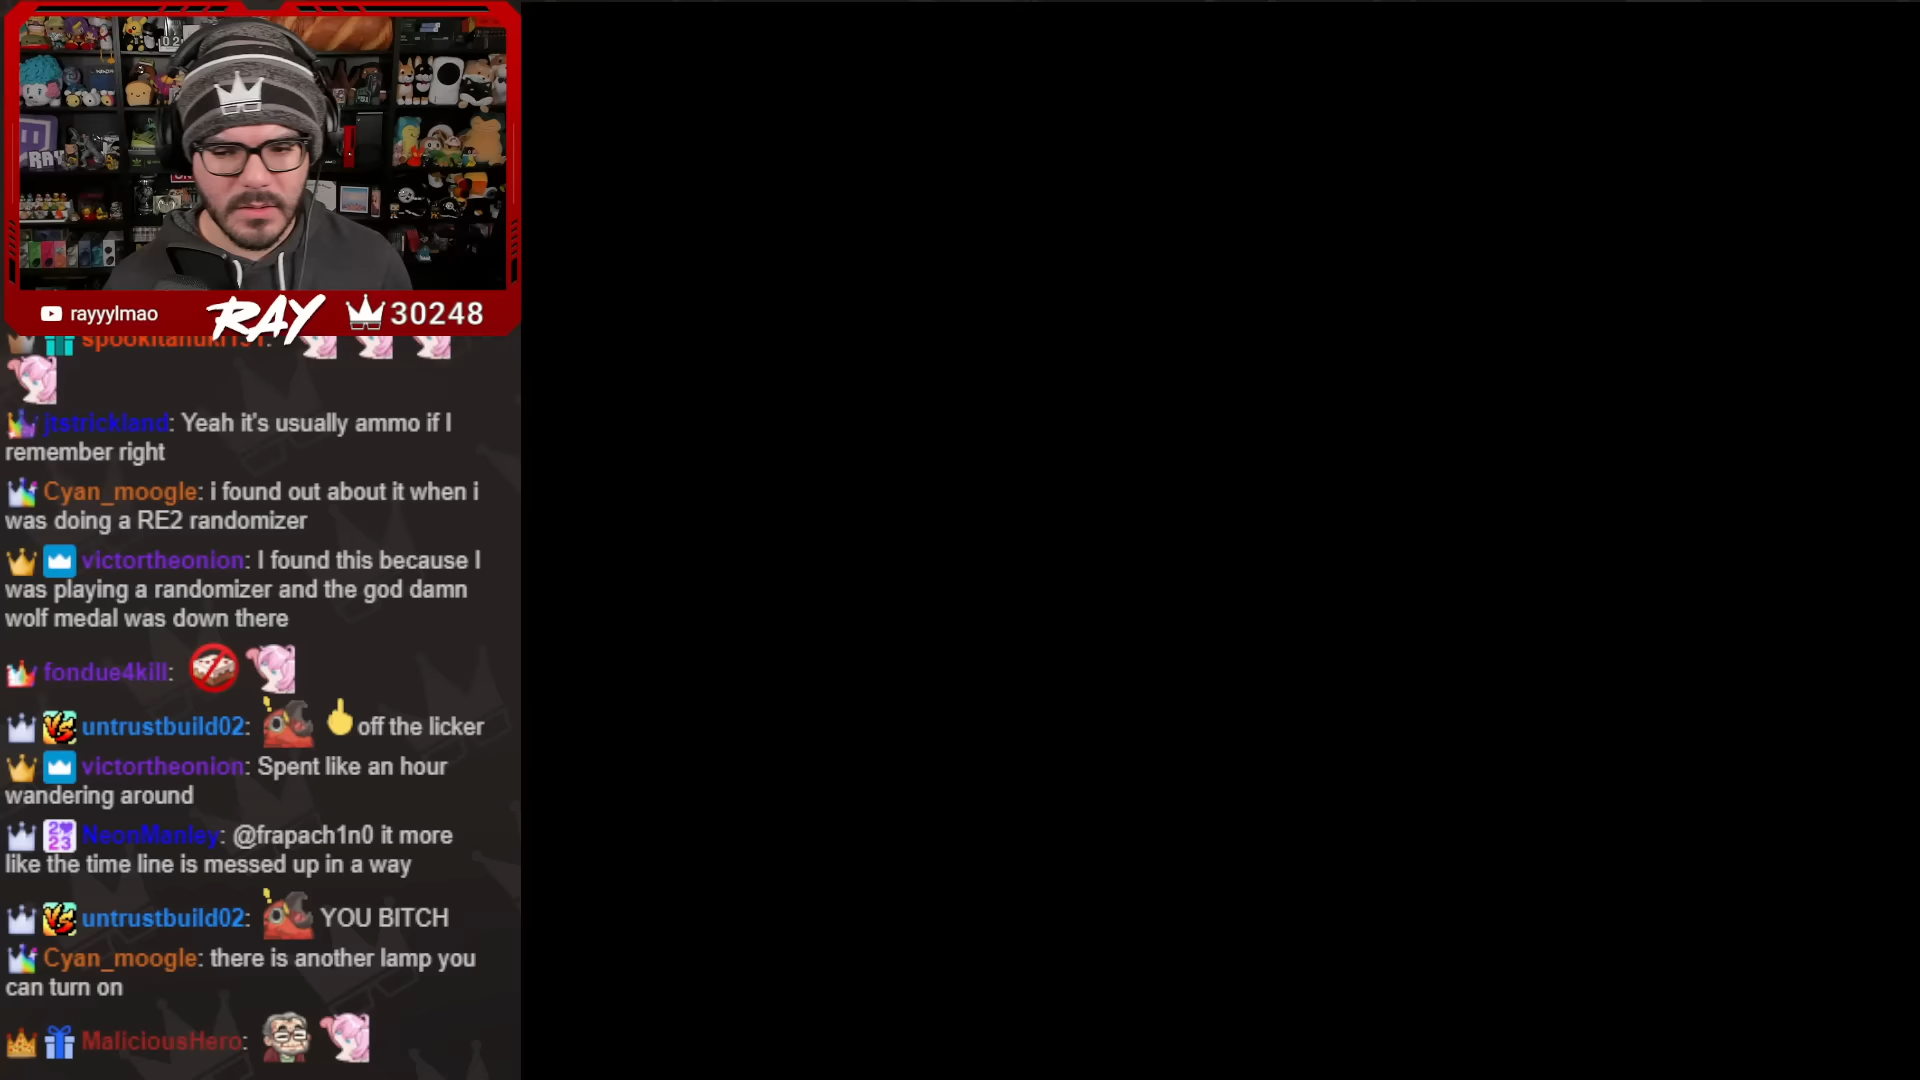 rayyylmao RAY 30248
jtstrickland: Yeah it's usually ammo if I
remember right
Cyan_moogle: i found out about it when i
was doing a RE2 randomizer
victortheonion: I found this because I
was playing a randomizer and the god damn
wolf medal was down there
fondue4kill:
untrustbuild02: off the licker
victortheonion: Spent like an hour
wandering around
NeonManley: @frapach1n0 it more
like the time line is messed up in a way
untrustbuild02: YOU BITCH
Cyan_moogle: there is another lamp you
can turn on
MaliciousHero: